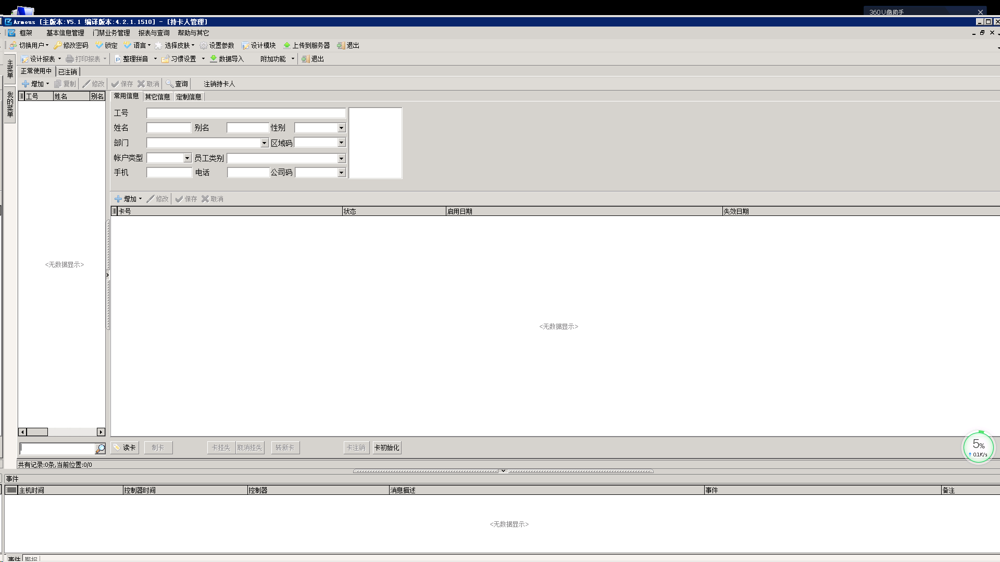 360U盘助手
Armous [主版本:V5.1 编译版本:4.2.1.1510] - [持卡人管理]
框架 基本信息管理 门禁业务管理 报表与查询 帮助与其它
切换用户 修改密码 锁定 语言 选择皮肤 设置参数 设计模块 上传到服务器 退出
设计报表 打印报表 整理拼音 习惯设置 数据导入 附加功能 退出
主菜单
我的菜单
正常使用中 已注销
增加 复制 修改 保存 取消 查询 注销持卡人
工号 姓名 别名
常用信息 其它信息 定制信息
工号
姓名 别名 性别
部门 区域码
帐户类型 员工类别
手机 电话 公司码
增加 修改 保存 取消
卡号 状态 启用日期 失效日期
<无数据显示>
<无数据显示>
读卡 制卡 卡挂失 取消挂失 转新卡 卡注销 卡初始化
5%
0.1K/s
共有记录:0条,当前位置:0/0
事件
主机时间 控制器时间 控制器 消息描述 事件 备注
<无数据显示>
事件 警报